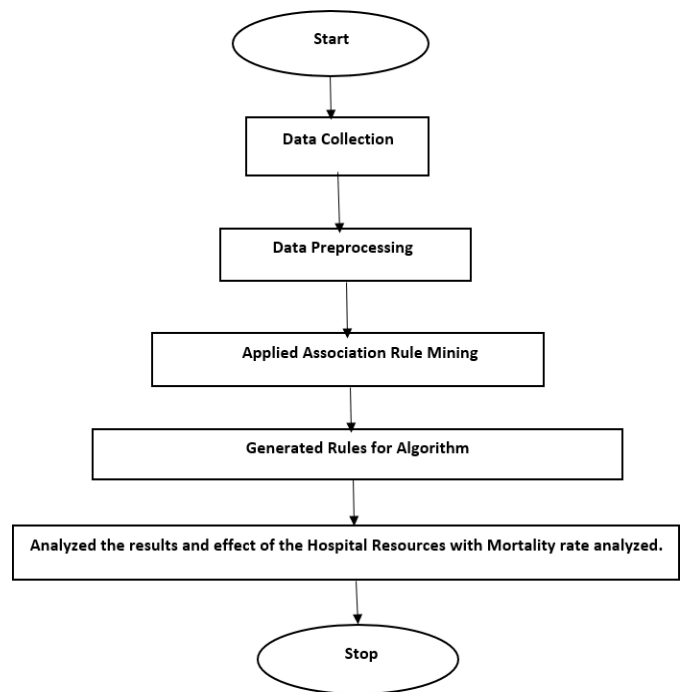 Start
Data Collection
Data Preprocessing
Applied Association Rule Mining
Generated Rules for Algorithm
Analyzed the results and effect of the Hospital Resources with Mortality rate analyzed.
Stop